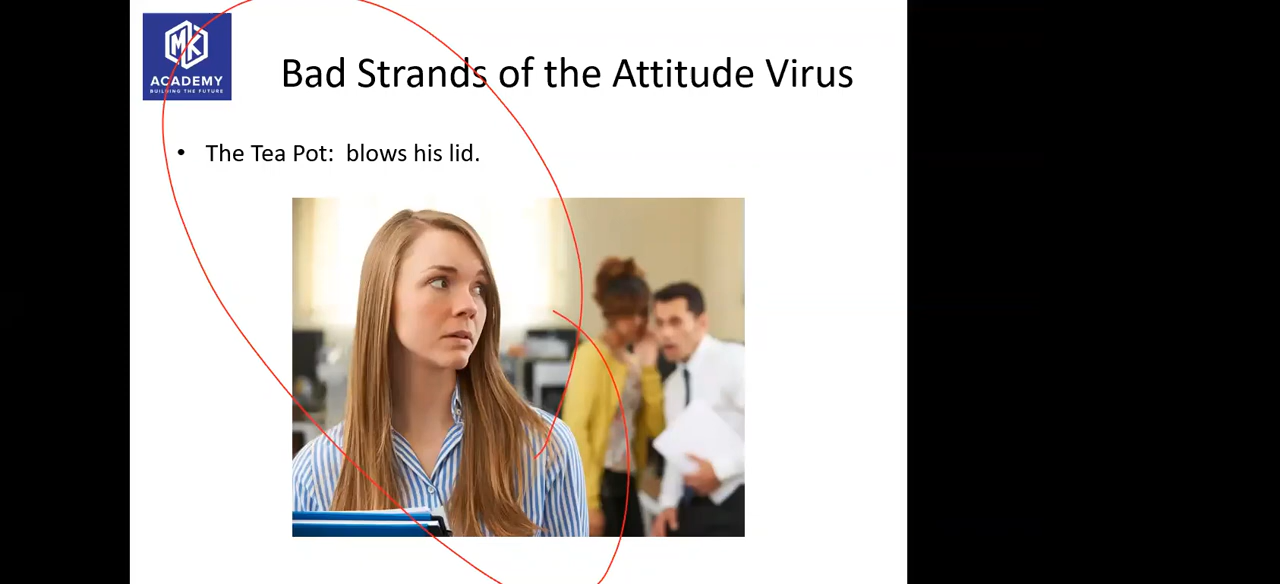 MK
ACADEMY
BUILDING THE FUTURE
Bad Strands of the Attitude Virus
• The Tea Pot:  blows his lid.